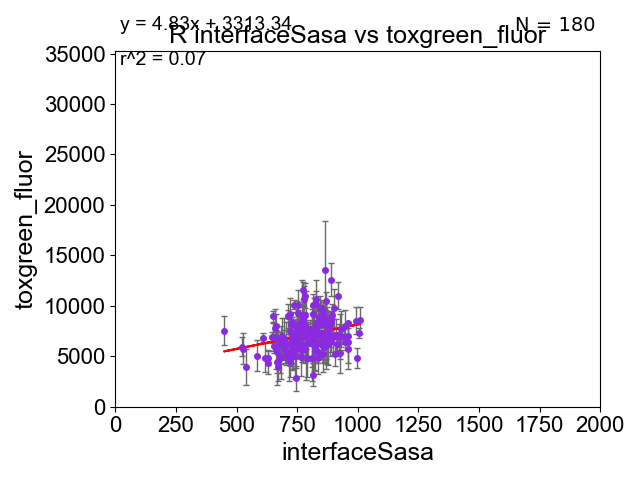 y = 4.83x + 3313.34
N = 180
R interfaceSasa vs toxgreen_fluor
r^2 = 0.07
toxgreen_fluor
35000
30000
25000
20000
15000
10000
5000
0
0 250 500 750 1000 1250 1500 1750 2000
interfaceSasa